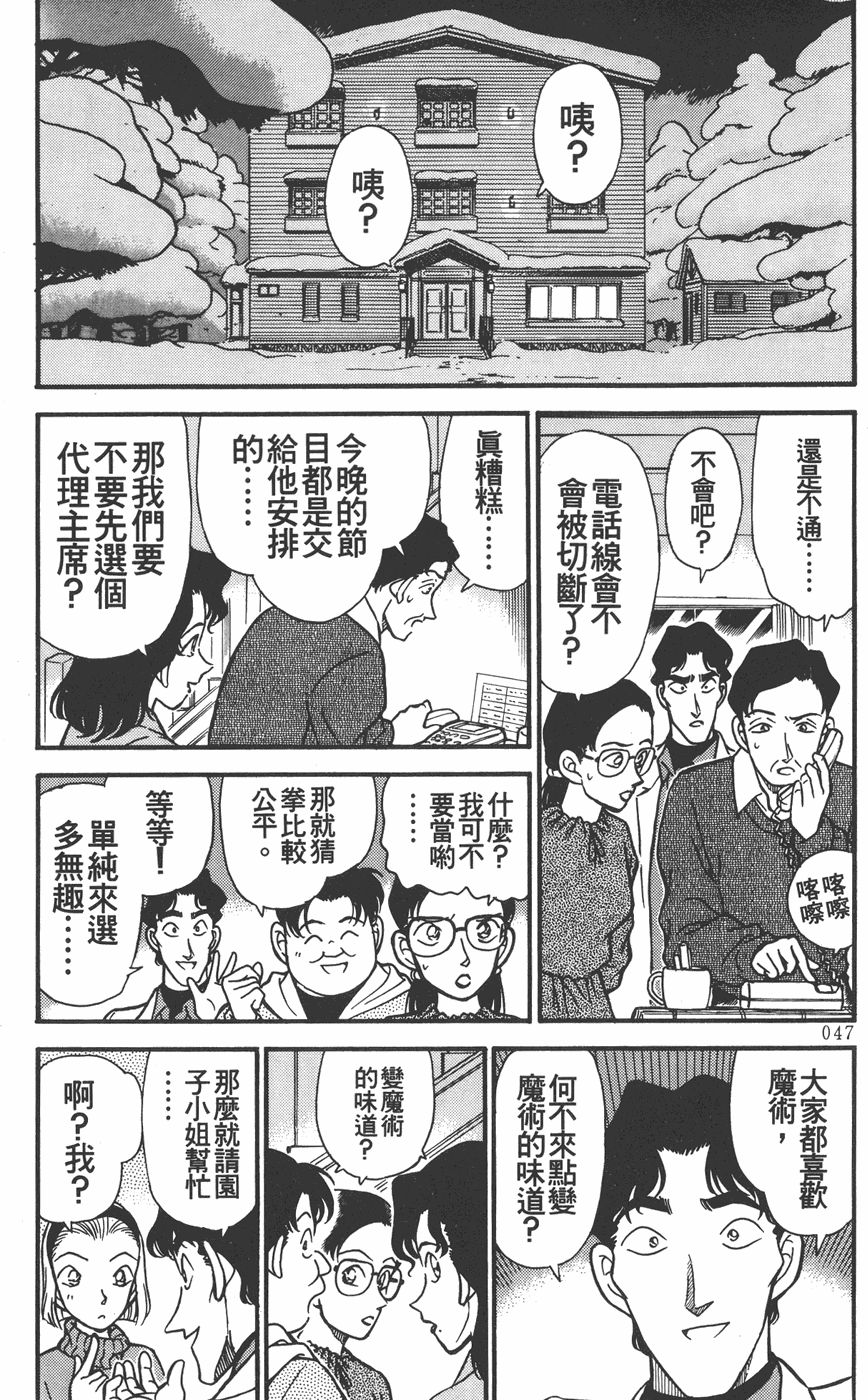 咦？
咦？
還是不通……
不會吧？
電話線會不
會被切斷了？
喀嚓
喀嚓
眞糟糕……
今晚的節
目都是交
給他安排
的……
那我們要
不要先選個
代理主席？
什麼？
我可不
要當喲
……
那就猜
拳比較
公平。
等等！
單純來選
多無趣……
047
大家都喜歡
魔術，
何不來點變
魔術的味道？
變魔術
的味道？
那麼就請園
子小姐幫忙
……
啊？我？